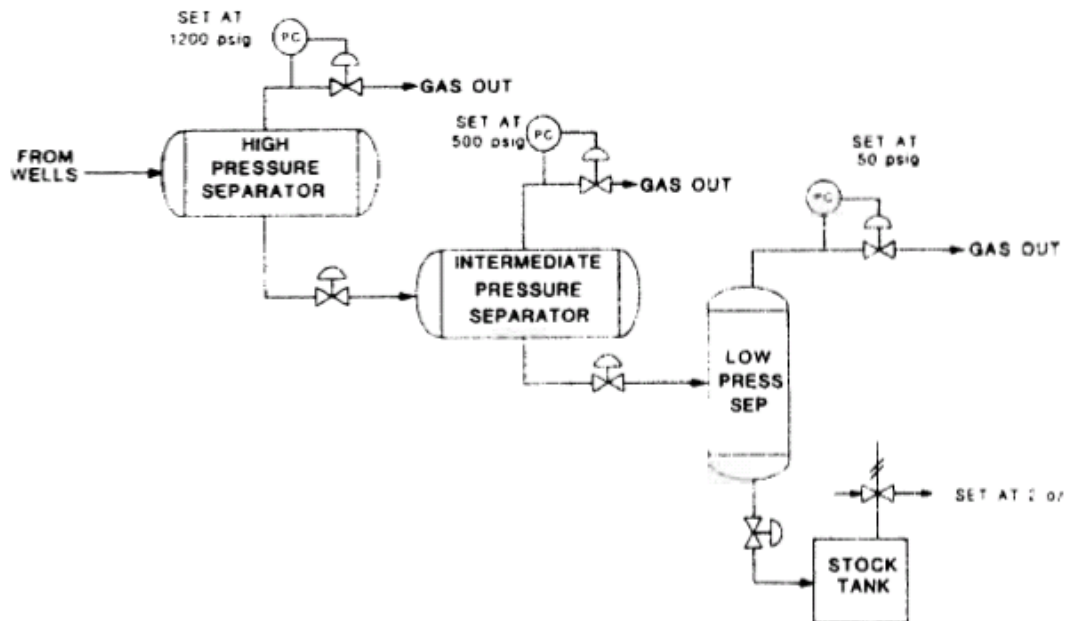 SET AT
1200 psig
PC
GAS OUT
HIGH
PRESSURE
SEPARATOR
FROM
WELLS
SET AT
500 psig
PC
GAS OUT
INTERMEDIATE
PRESSURE
SEPARATOR
SET AT
50 psig
PC
GAS OUT
LOW
PRESS
SEP
SET AT
STOCK
TANK